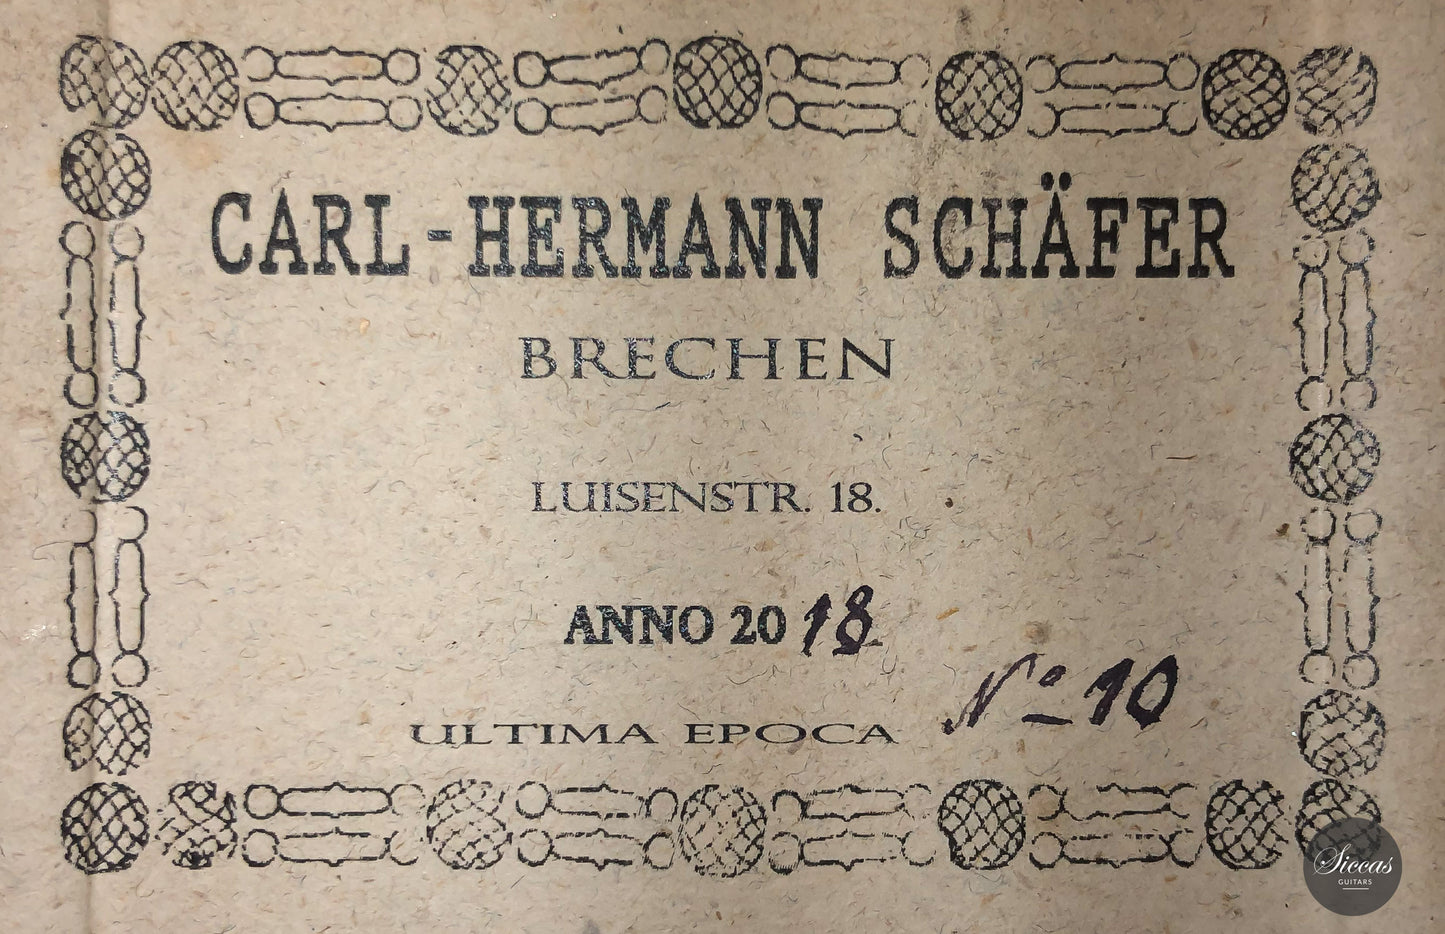 CARL-HERMANN SCHÄFER
BRECHEN
LUISENSTR. 18.
ANNO 2018
Nº 10
ULTIMA EPOCA
Siccas
GUITARS